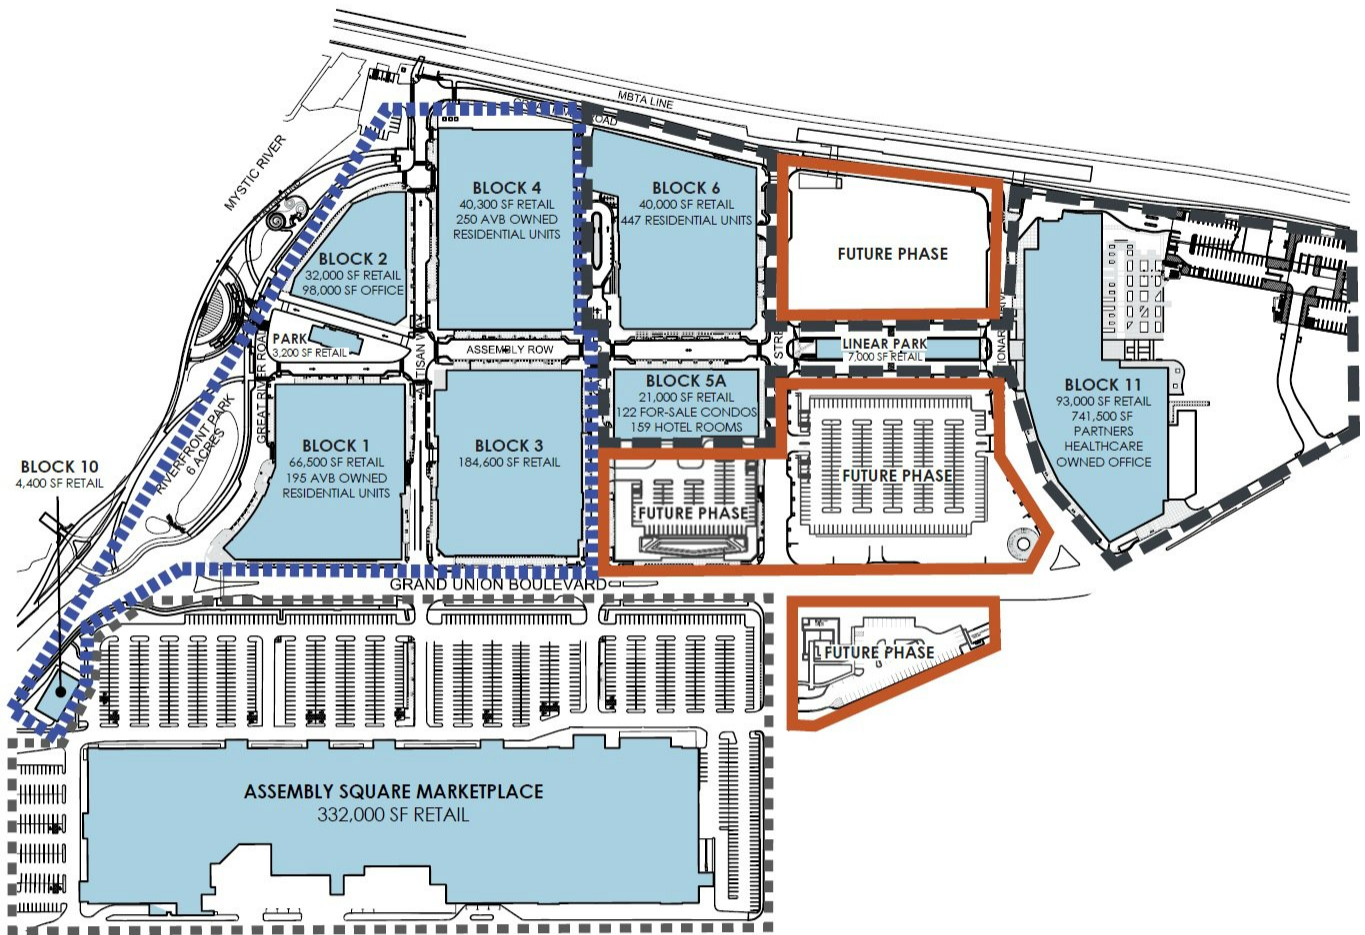 MBTA LINE
ROAD
MYSTIC RIVER
BLOCK 4
40,300 SF RETAIL
250 AVB OWNED
RESIDENTIAL UNITS
BLOCK 6
40,000 SF RETAIL
447 RESIDENTIAL UNITS
FUTURE PHASE
BLOCK 2
32,000 SF RETAIL
98,000 SF OFFICE
PARK
3,200 SF RETAIL
ASSEMBLY ROW
LINEAR PARK
7,000 SF RETAIL
GREAT RIVER ROAD
BLOCK 5A
21,000 SF RETAIL
122 FOR-SALE CONDOS
159 HOTEL ROOMS
BLOCK 11
93,000 SF RETAIL
741,500 SF
PARTNERS
HEALTHCARE
OWNED OFFICE
RIVERFRONT PARK
6 ACRES
BLOCK 1
66,500 SF RETAIL
195 AVB OWNED
RESIDENTIAL UNITS
BLOCK 3
184,600 SF RETAIL
BLOCK 10
4,400 SF RETAIL
FUTURE PHASE
FUTURE PHASE
GRAND UNION BOULEVARD
FUTURE PHASE
ASSEMBLY SQUARE MARKETPLACE
332,000 SF RETAIL